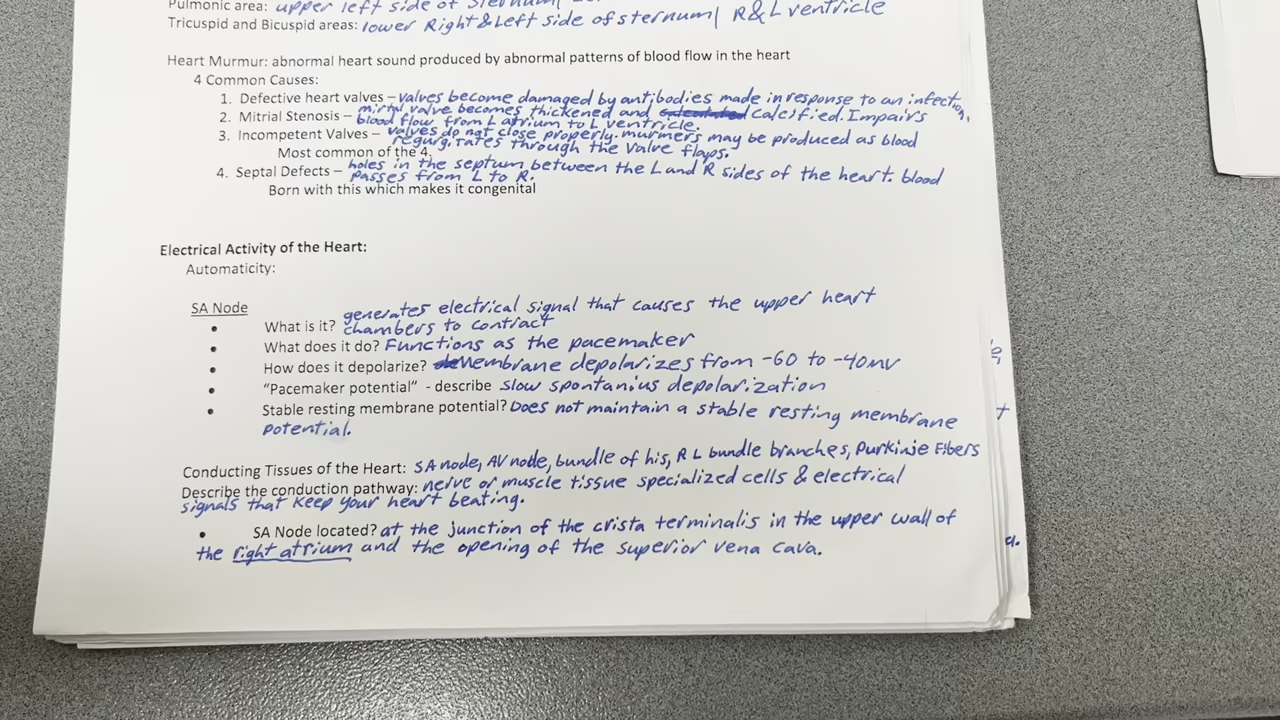 Pulmonic area: upper left side of sternum|
Tricuspid and Bicuspid areas: lower Right & Left side of sternum| R & L ventricle
Heart Murmur: abnormal heart sound produced by abnormal patterns of blood flow in the heart
4 Common Causes:
1. Defective heart valves – valves become damaged by antibodies made in response to an infection,
2. Mitrial Stenosis – mirtal valve becomes thickened and calcified. Impairs
blood flow from L atrium to L ventricle.
3. Incompetent Valves – valves do not close properly. murmers may be produced as blood
regurgitates through the valve flaps.
Most common of the 4.
4. Septal Defects – holes in the septum between the L and R sides of the heart. blood
passes from L to R.
Born with this which makes it congenital
Electrical Activity of the Heart:
Automaticity:
SA Node
• What is it? generates electrical signal that causes the upper heart
chambers to contract
• What does it do? Functions as the pacemaker
• How does it depolarize? Membrane depolarizes from -60 to -40mv
• "Pacemaker potential" - describe slow spontanius depolarization
• Stable resting membrane potential? Does not maintain a stable resting membrane
potential.
Conducting Tissues of the Heart: SA node, AV node, bundle of his, R L bundle branches, Purkinje Fibers
Describe the conduction pathway: nerve or muscle tissue specialized cells & electrical
signals that keep your heart beating.
• SA Node located? at the junction of the crista terminalis in the upper wall of
the right atrium and the opening of the superior vena cava.